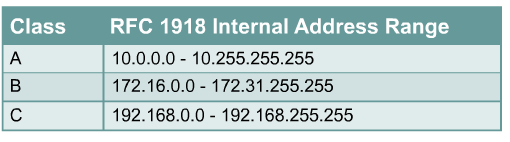 Class RFC 1918 Internal Address Range
A 10.0.0.0 - 10.255.255.255
B 172.16.0.0 - 172.31.255.255
C 192.168.0.0 - 192.168.255.255